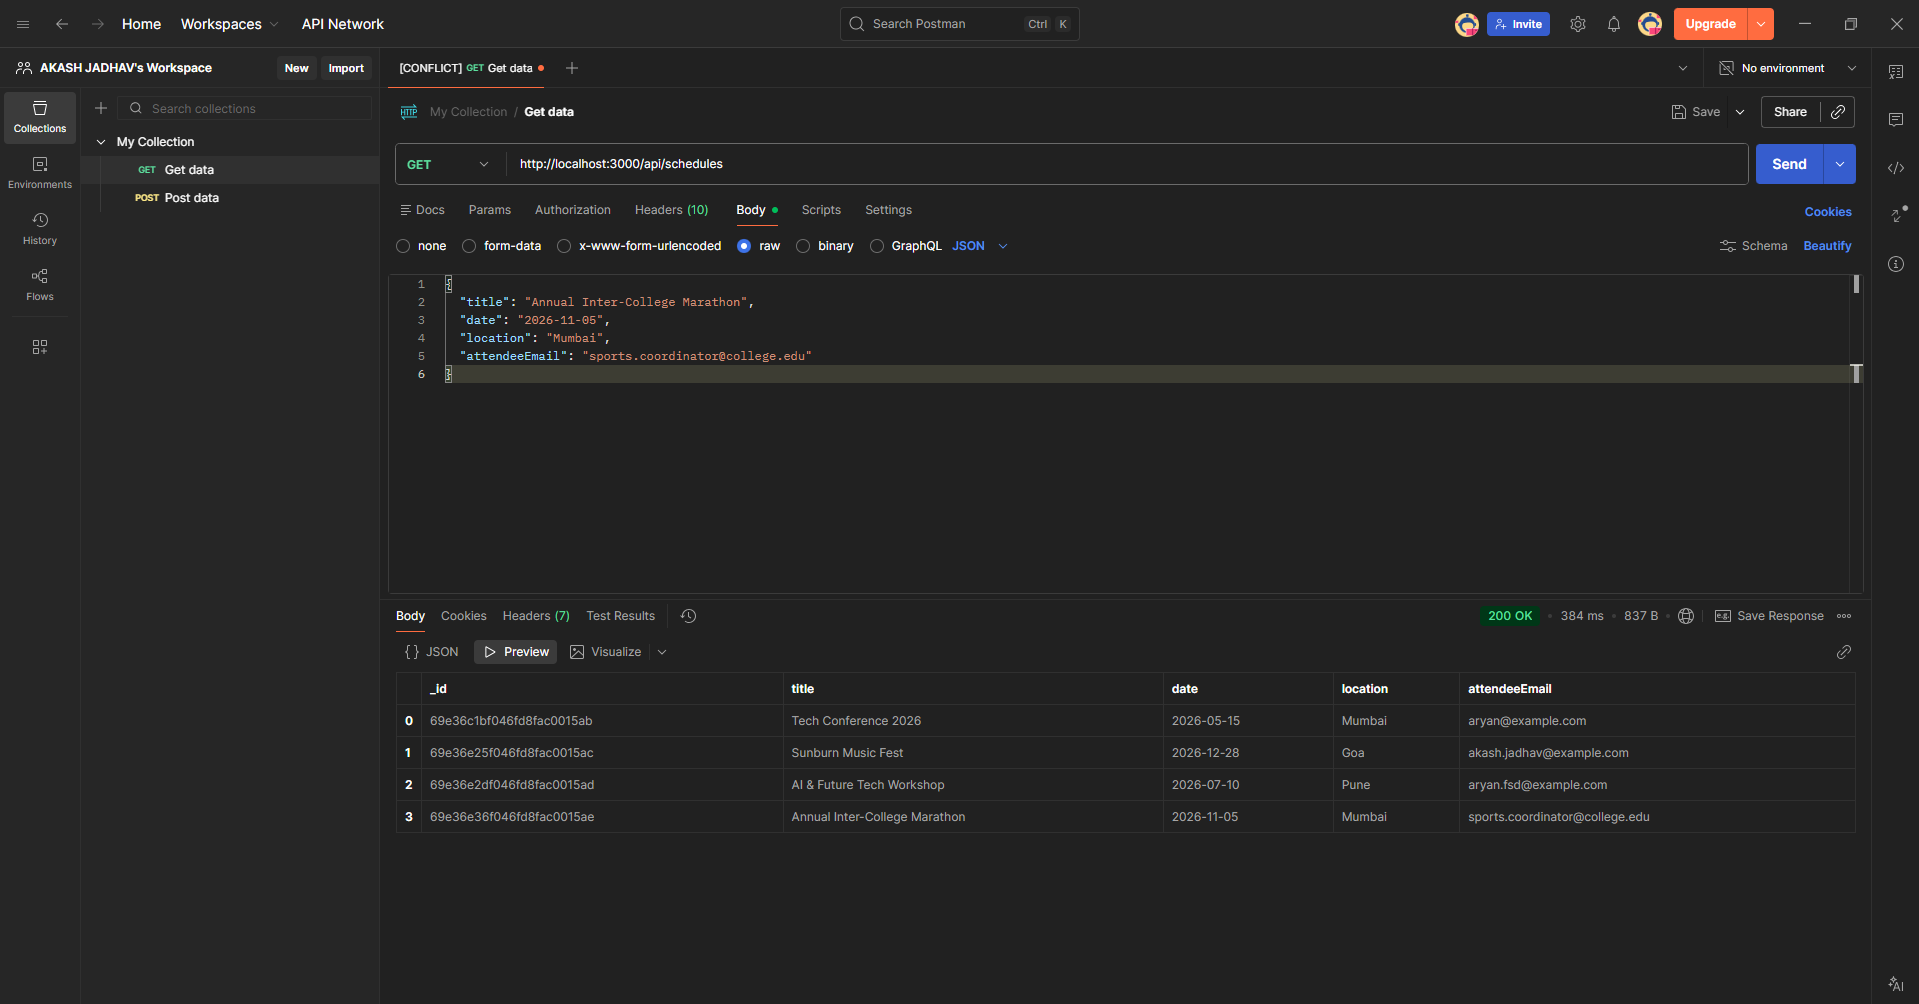 Home Workspaces API Network Search Postman Ctrl K Invite Upgrade
AKASH JADHAV's Workspace New Import [CONFLICT] GET Get data No environment
Collections
Environments
History
Flows
Search collections
My Collection
GET Get data
POST Post data
HTTP My Collection / Get data Save Share
GET http://localhost:3000/api/schedules Send
Docs Params Authorization Headers (10) Body Scripts Settings Cookies
none form-data x-www-form-urlencoded raw binary GraphQL JSON Schema Beautify
1 {
2 "title": "Annual Inter-College Marathon",
3 "date": "2026-11-05",
4 "location": "Mumbai",
5 "attendeeEmail": "sports.coordinator@college.edu"
6 }
Body Cookies Headers (7) Test Results 200 OK • 384 ms • 837 B • e.g. Save Response
{} JSON Preview Visualize
_id title date location attendeeEmail
0 69e36c1bf046fd8fac0015ab Tech Conference 2026 2026-05-15 Mumbai aryan@example.com
1 69e36e25f046fd8fac0015ac Sunburn Music Fest 2026-12-28 Goa akash.jadhav@example.com
2 69e36e2df046fd8fac0015ad AI & Future Tech Workshop 2026-07-10 Pune aryan.fsd@example.com
3 69e36e36f046fd8fac0015ae Annual Inter-College Marathon 2026-11-05 Mumbai sports.coordinator@college.edu
AI